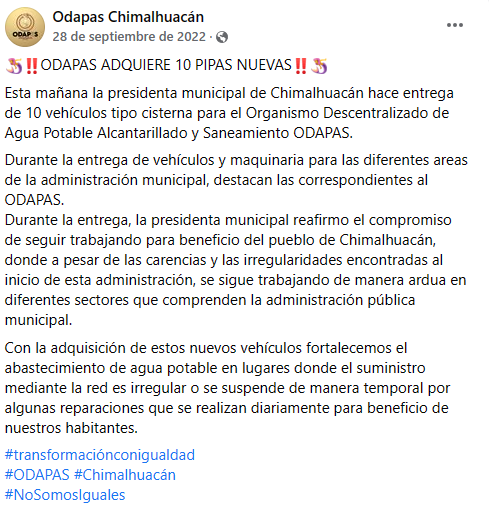 Odapas Chimalhuacán
28 de septiembre de 2022 ·
ODAPAS
‼️ODAPAS ADQUIERE 10 PIPAS NUEVAS‼️
Esta mañana la presidenta municipal de Chimalhuacán hace entrega
de 10 vehículos tipo cisterna para el Organismo Descentralizado de
Agua Potable Alcantarillado y Saneamiento ODAPAS.
Durante la entrega de vehículos y maquinaria para las diferentes areas
de la administración municipal, destacan las correspondientes al
ODAPAS.
Durante la entrega, la presidenta municipal reafirmo el compromiso
de seguir trabajando para beneficio del pueblo de Chimalhuacán,
donde a pesar de las carencias y las irregularidades encontradas al
inicio de esta administración, se sigue trabajando de manera ardua en
diferentes sectores que comprenden la administración pública
municipal.
Con la adquisición de estos nuevos vehículos fortalecemos el
abastecimiento de agua potable en lugares donde el suministro
mediante la red es irregular o se suspende de manera temporal por
algunas reparaciones que se realizan diariamente para beneficio de
nuestros habitantes.
#transformaciónconigualdad
#ODAPAS #Chimalhuacán
#NoSomosIguales